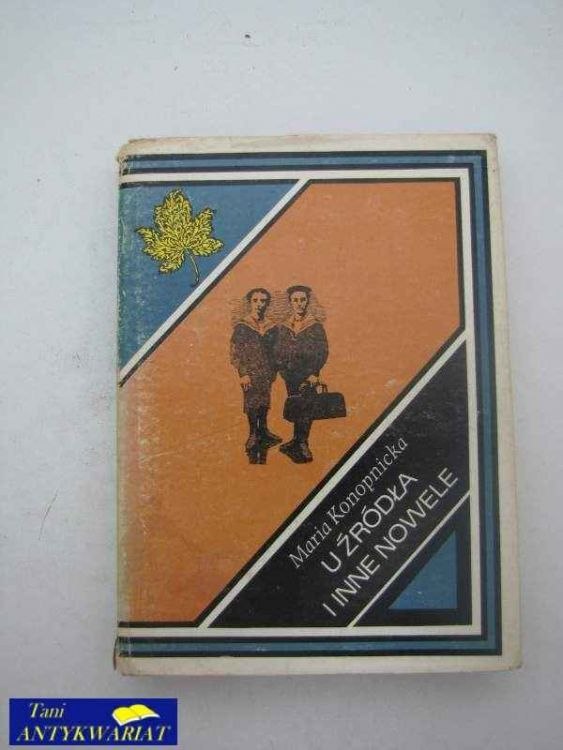 Maria Konopnicka
U ŹRÓDŁA
I INNE NOWELE
Tani
ANTYKWARIAT